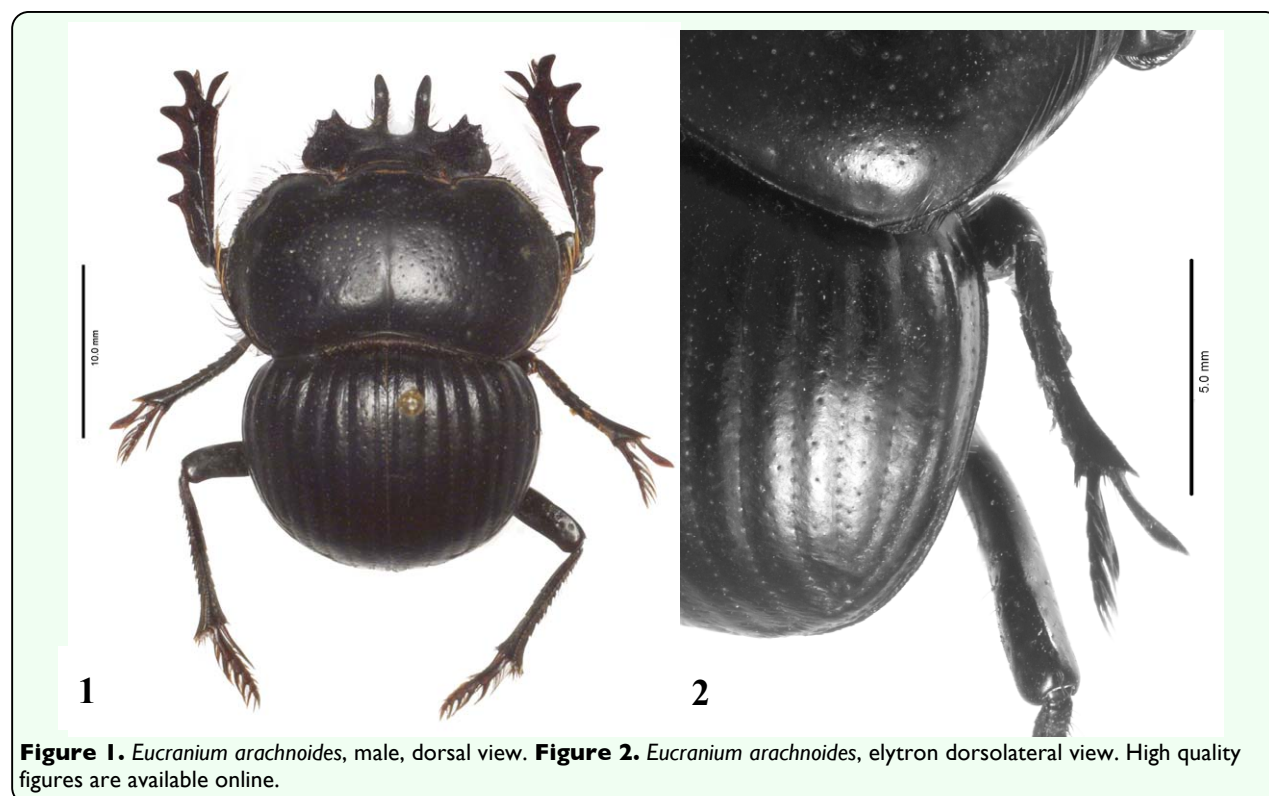 10.0 mm
5.0 mm
1
2
Figure 1. Eucranium arachnoides, male, dorsal view. Figure 2. Eucranium arachnoides, elytron dorsolateral view. High quality
figures are available online.